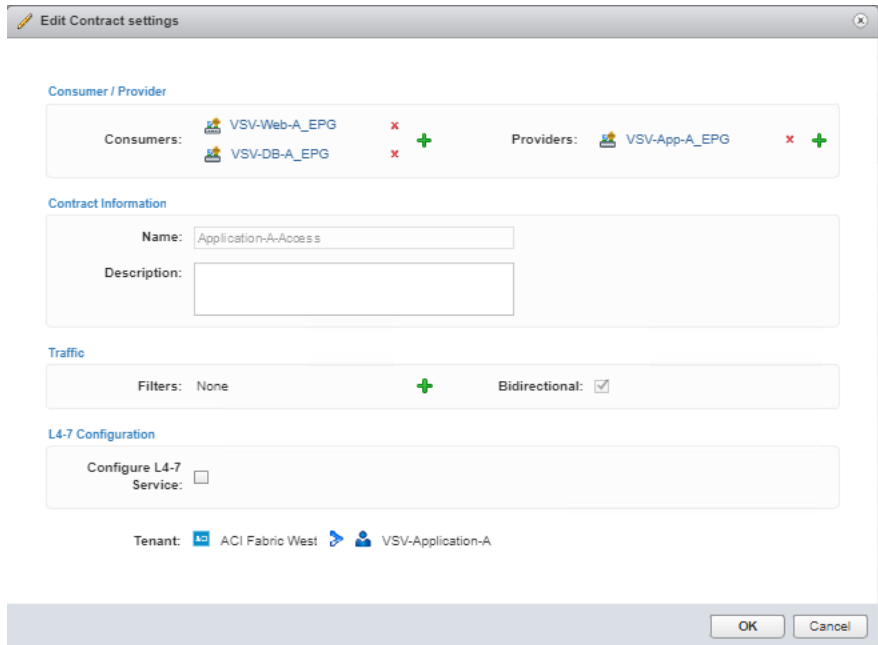 Edit Contract settings
Consumer / Provider
Consumers:
VSV-Web-A_EPG
VSV-DB-A_EPG
Providers:
VSV-App-A_EPG
Contract Information
Name:
Application-A-Access
Description:
Traffic
Filters: None
Bidirectional:
L4-7 Configuration
Configure L4-7
Service:
Tenant: ACI Fabric West VSV-Application-A
OK
Cancel